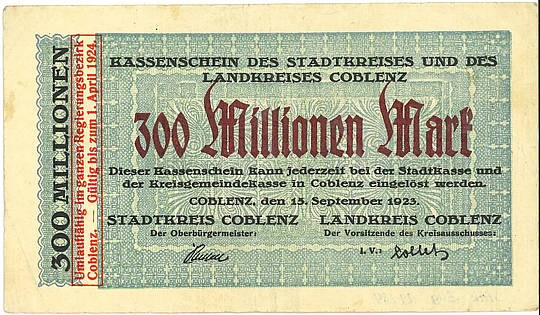 300 MILLIONEN
Umlauffähig im ganzen Regierungsbezirk
Coblenz. — Gültig bis zum 1. April 1924.
KASSENSCHEIN DES STADTKREISES UND DES
LANDKREISES COBLENZ
300 Millionen Mark
Dieser Kassenschein kann jederzeit bei der Stadtkasse und
der Kreisgemeindekasse in Coblenz eingelöst werden.
COBLENZ, den 15. September 1923.
STADTKREIS COBLENZ
Der Oberbürgermeister:
LANDKREIS COBLENZ
Der Vorsitzende des Kreisausschusses:
I. V.: